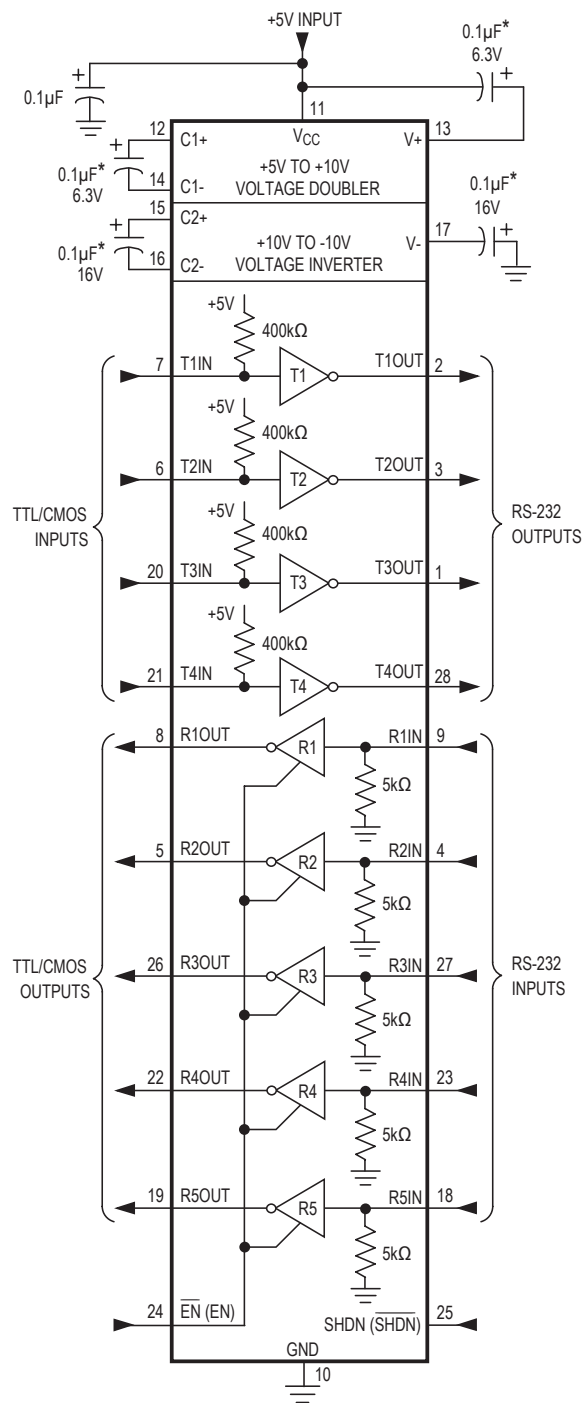 +5V INPUT
0.1µF*
6.3V
+
+
0.1µF
11
12
C1+
VCC
V+
13
+
0.1µF*
6.3V
14
C1-
+5V TO +10V
VOLTAGE DOUBLER
15
C2+
+
0.1µF*
16V
16
C2-
+10V TO -10V
VOLTAGE INVERTER
V-
17
0.1µF*
16V
+
+5V
400kΩ
7
T1IN
T1
T1OUT
2
+5V
400kΩ
6
T2IN
T2
T2OUT
3
TTL/CMOS
INPUTS
RS-232
OUTPUTS
+5V
400kΩ
20
T3IN
T3
T3OUT
1
+5V
400kΩ
21
T4IN
T4
T4OUT
28
8
R1OUT
R1
R1IN
9
5kΩ
5
R2OUT
R2
R2IN
4
5kΩ
TTL/CMOS
OUTPUTS
RS-232
INPUTS
26
R3OUT
R3
R3IN
27
5kΩ
22
R4OUT
R4
R4IN
23
5kΩ
19
R5OUT
R5
R5IN
18
5kΩ
24
E̅N̅ (EN)
SHDN (S̅H̅D̅N̅)
25
GND
10